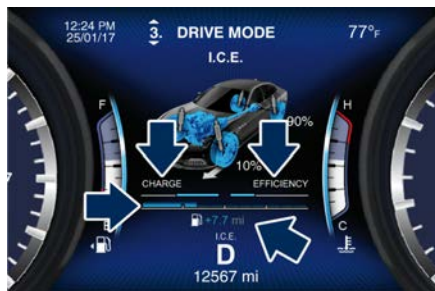 12:24 PM
25/01/17
3. DRIVE MODE
77°F
I.C.E.
F
H
90%
10%
CHARGE
EFFICIENCY
+7.7 mi
C
I.C.E.
D
12567 mi